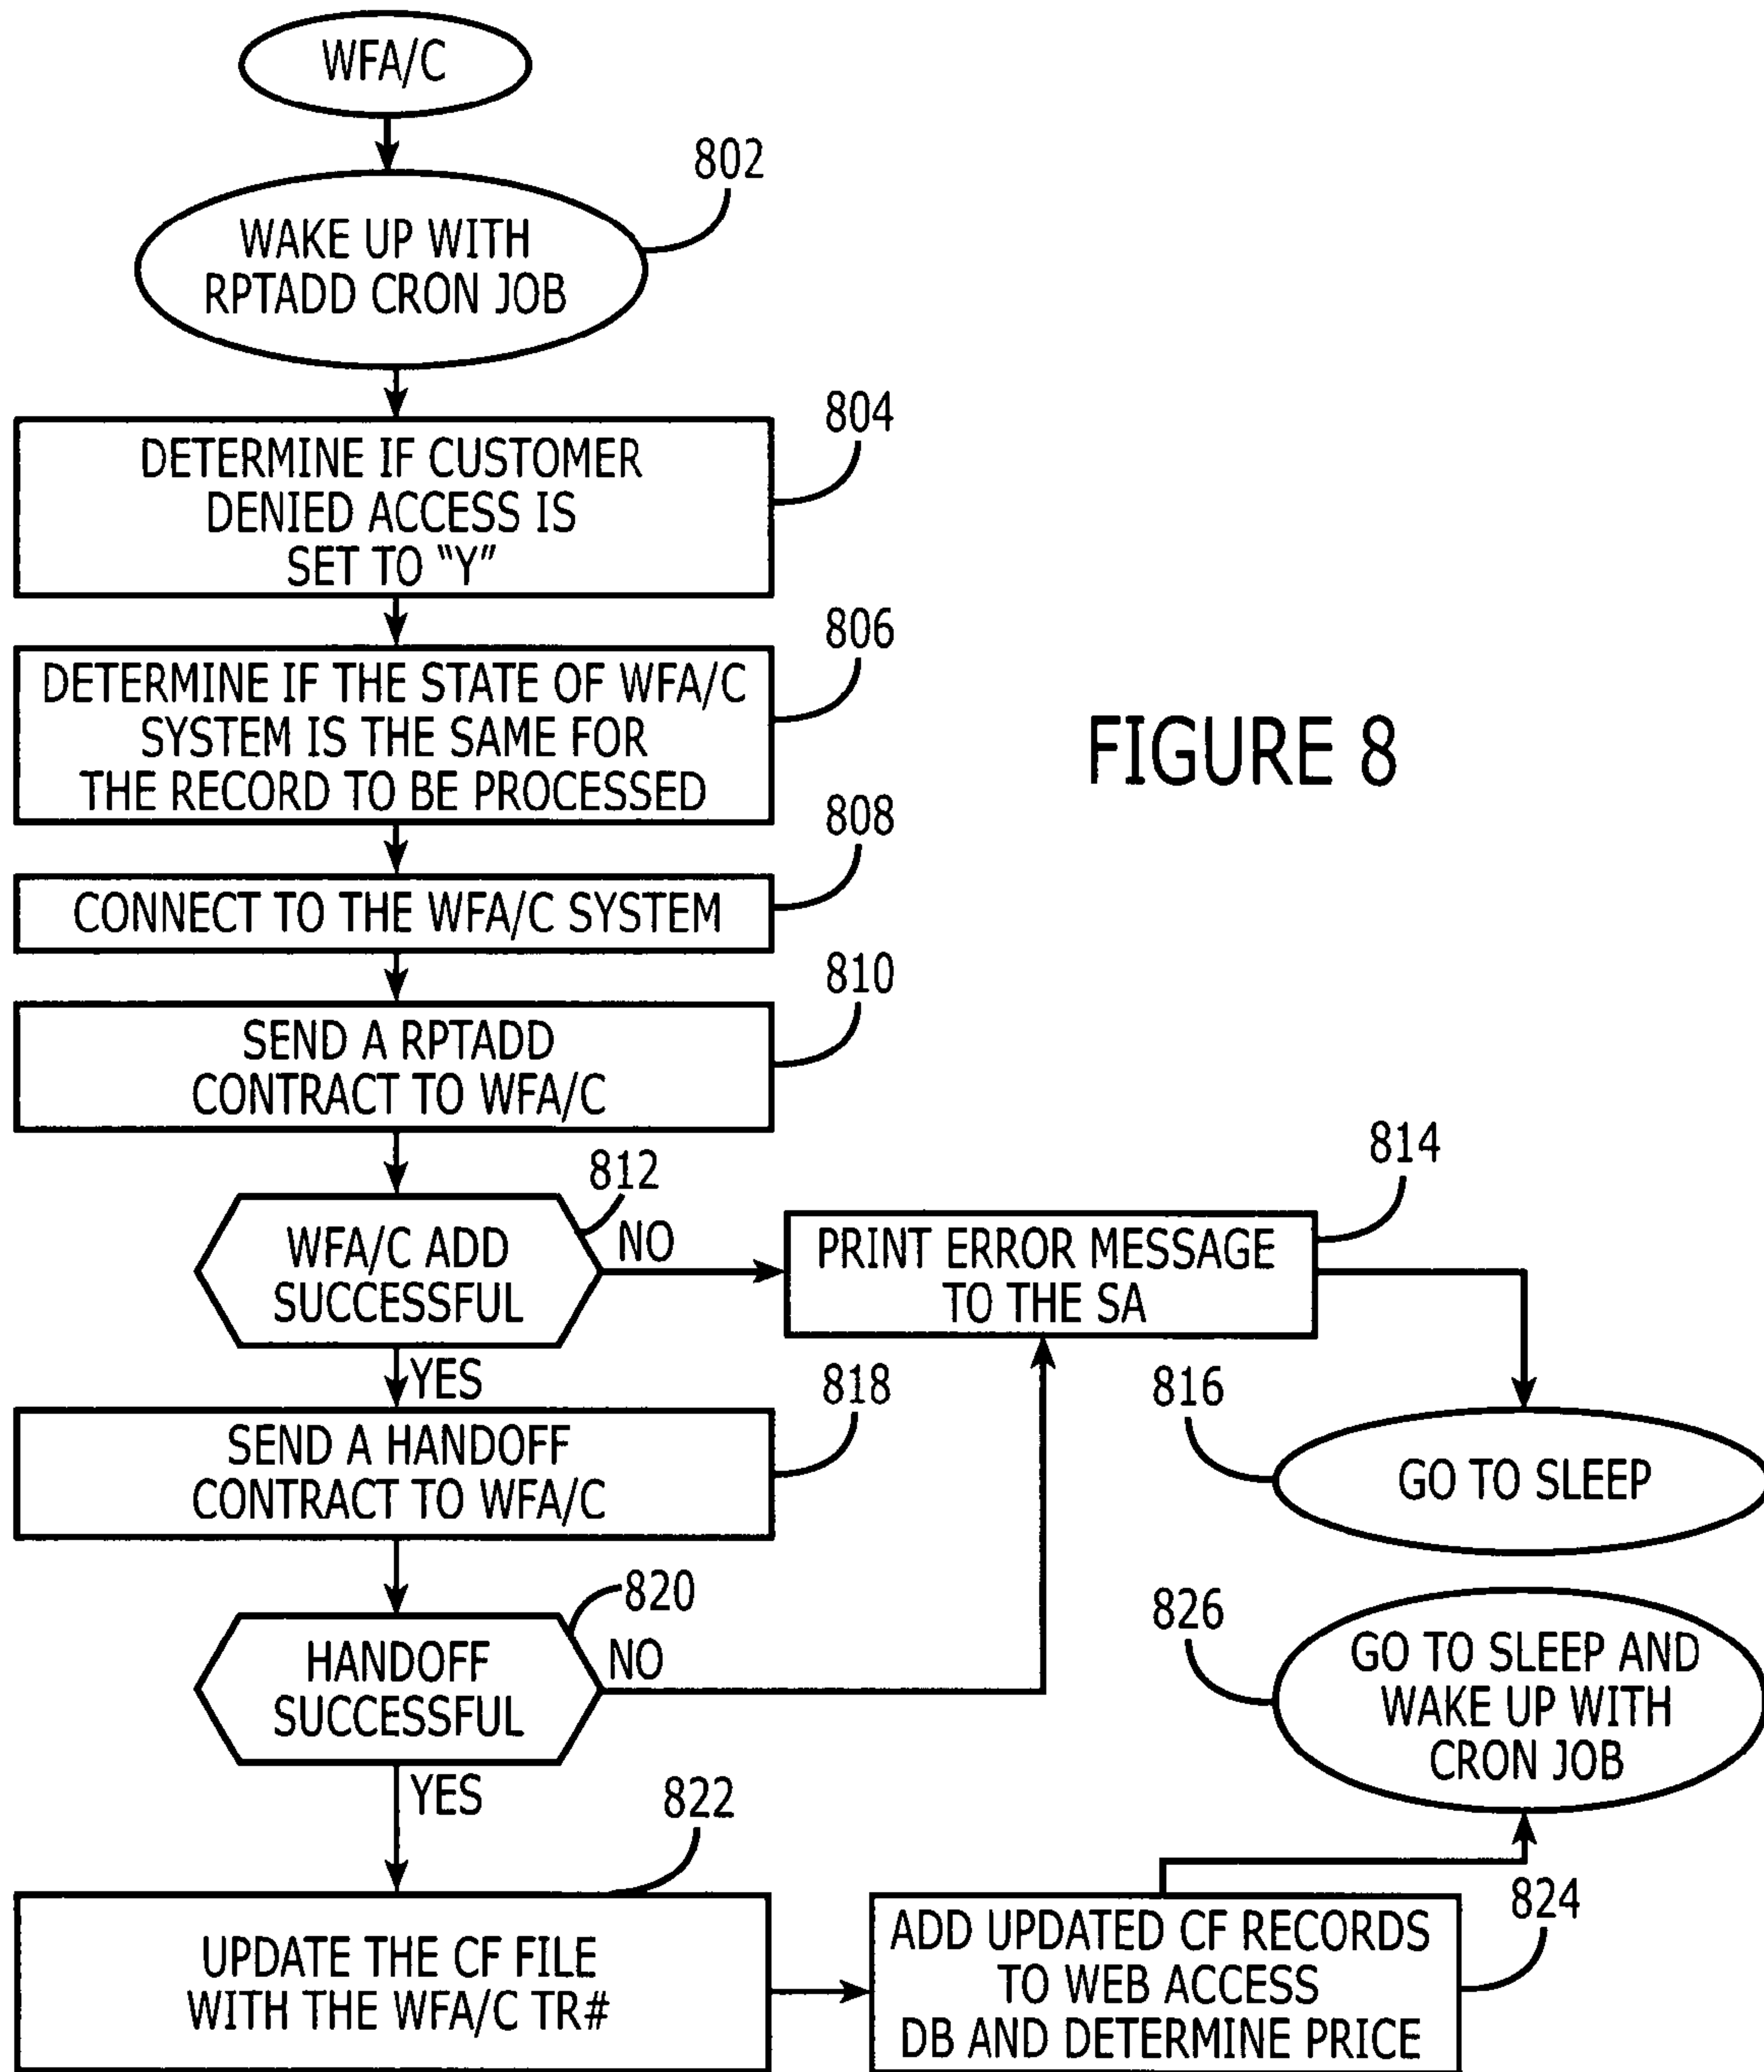 WFA/C
802
WAKE UP WITH
RPTADD CRON JOB
804
DETERMINE IF CUSTOMER
DENIED ACCESS IS
SET TO “Y”
806
DETERMINE IF THE STATE OF WFA/C
SYSTEM IS THE SAME FOR
THE RECORD TO BE PROCESSED
FIGURE 8
808
CONNECT TO THE WFA/C SYSTEM
810
SEND A RPTADD
CONTRACT TO WFA/C
812
WFA/C ADD
SUCCESSFUL
NO
814
PRINT ERROR MESSAGE
TO THE SA
816
GO TO SLEEP
YES
818
SEND A HANDOFF
CONTRACT TO WFA/C
820
HANDOFF
SUCCESSFUL
NO
826
GO TO SLEEP AND
WAKE UP WITH
CRON JOB
YES
822
UPDATE THE CF FILE
WITH THE WFA/C TR#
824
ADD UPDATED CF RECORDS
TO WEB ACCESS
DB AND DETERMINE PRICE